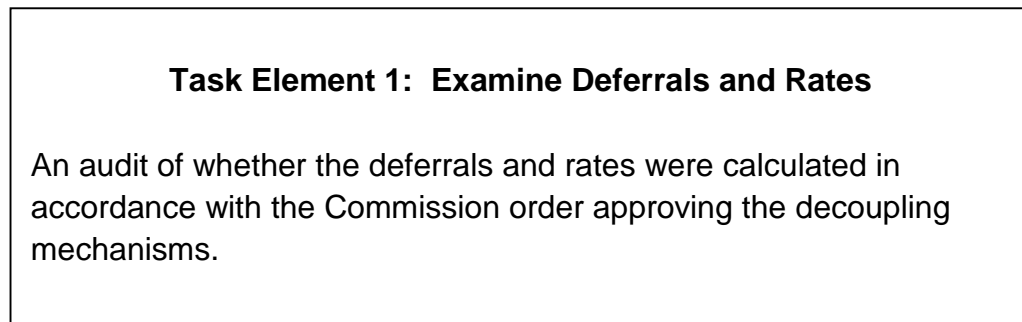 Task Element 1:  Examine Deferrals and Rates
An audit of whether the deferrals and rates were calculated in
accordance with the Commission order approving the decoupling
mechanisms.